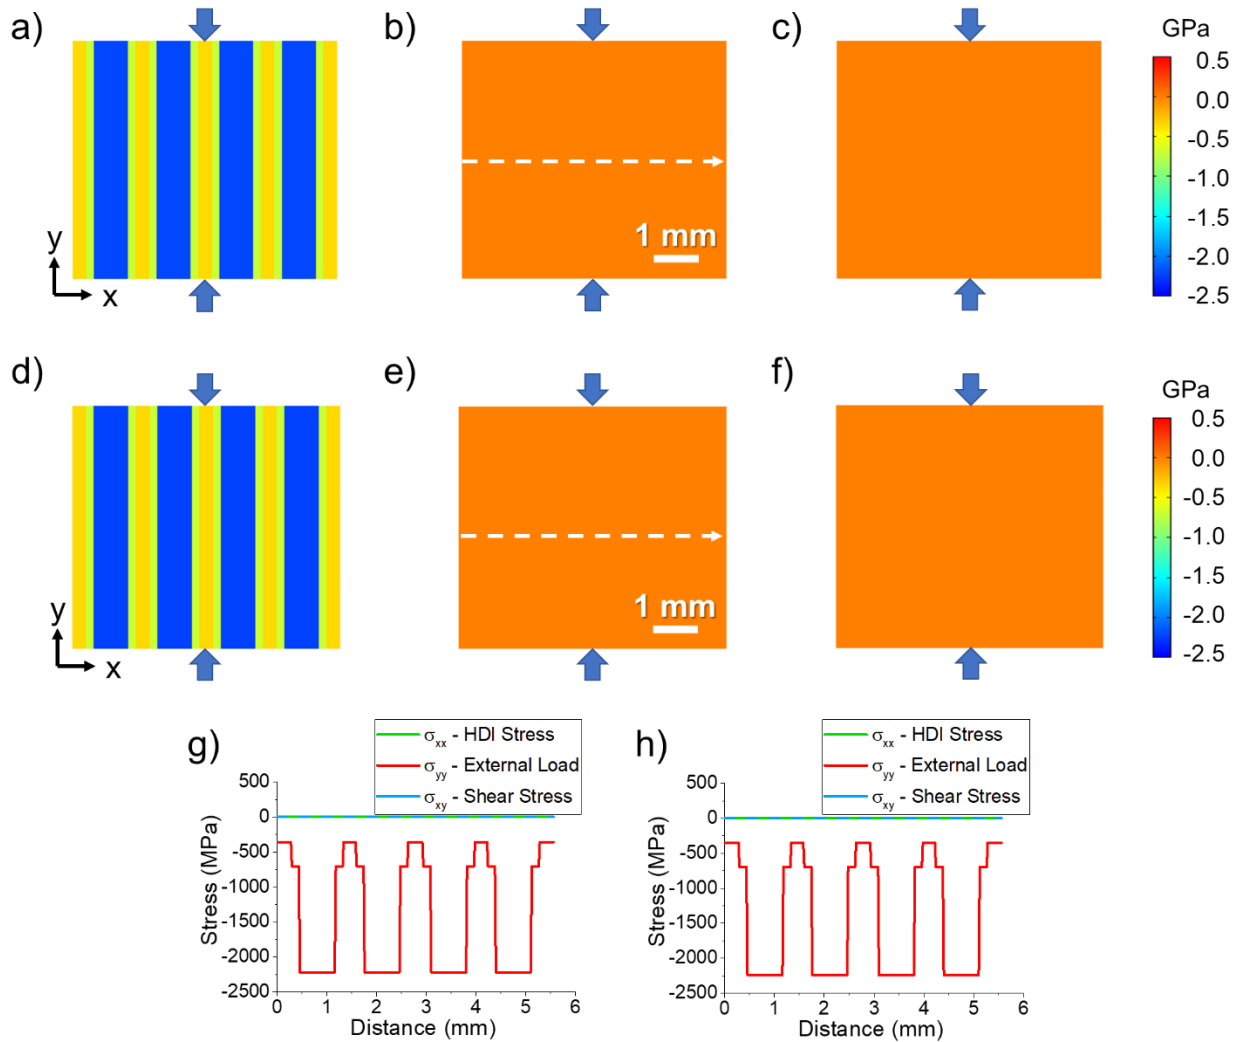 a)
b)
c)
GPa
0.5
0.0
-0.5
-1.0
-1.5
-2.0
-2.5
1 mm
y
x
d)
e)
f)
GPa
0.5
0.0
-0.5
-1.0
-1.5
-2.0
-2.5
1 mm
y
x
g)
σxx - HDI Stress
σyy - External Load
σxy - Shear Stress
500
0
-500
-1000
-1500
-2000
-2500
Stress (MPa)
0 1 2 3 4 5 6
Distance (mm)
h)
σxx - HDI Stress
σyy - External Load
σxy - Shear Stress
500
0
-500
-1000
-1500
-2000
-2500
Stress (MPa)
0 1 2 3 4 5 6
Distance (mm)